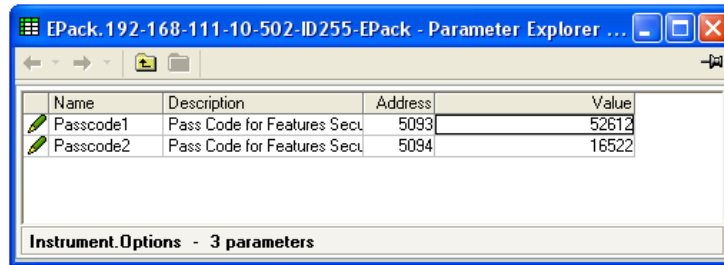 EPack.192-168-111-10-502-ID255-EPack - Parameter Explorer ...
Name Description Address Value
Passcode1 Pass Code for Features Secu 5093 52612
Passcode2 Pass Code for Features Secu 5094 16522
Instrument.Options - 3 parameters